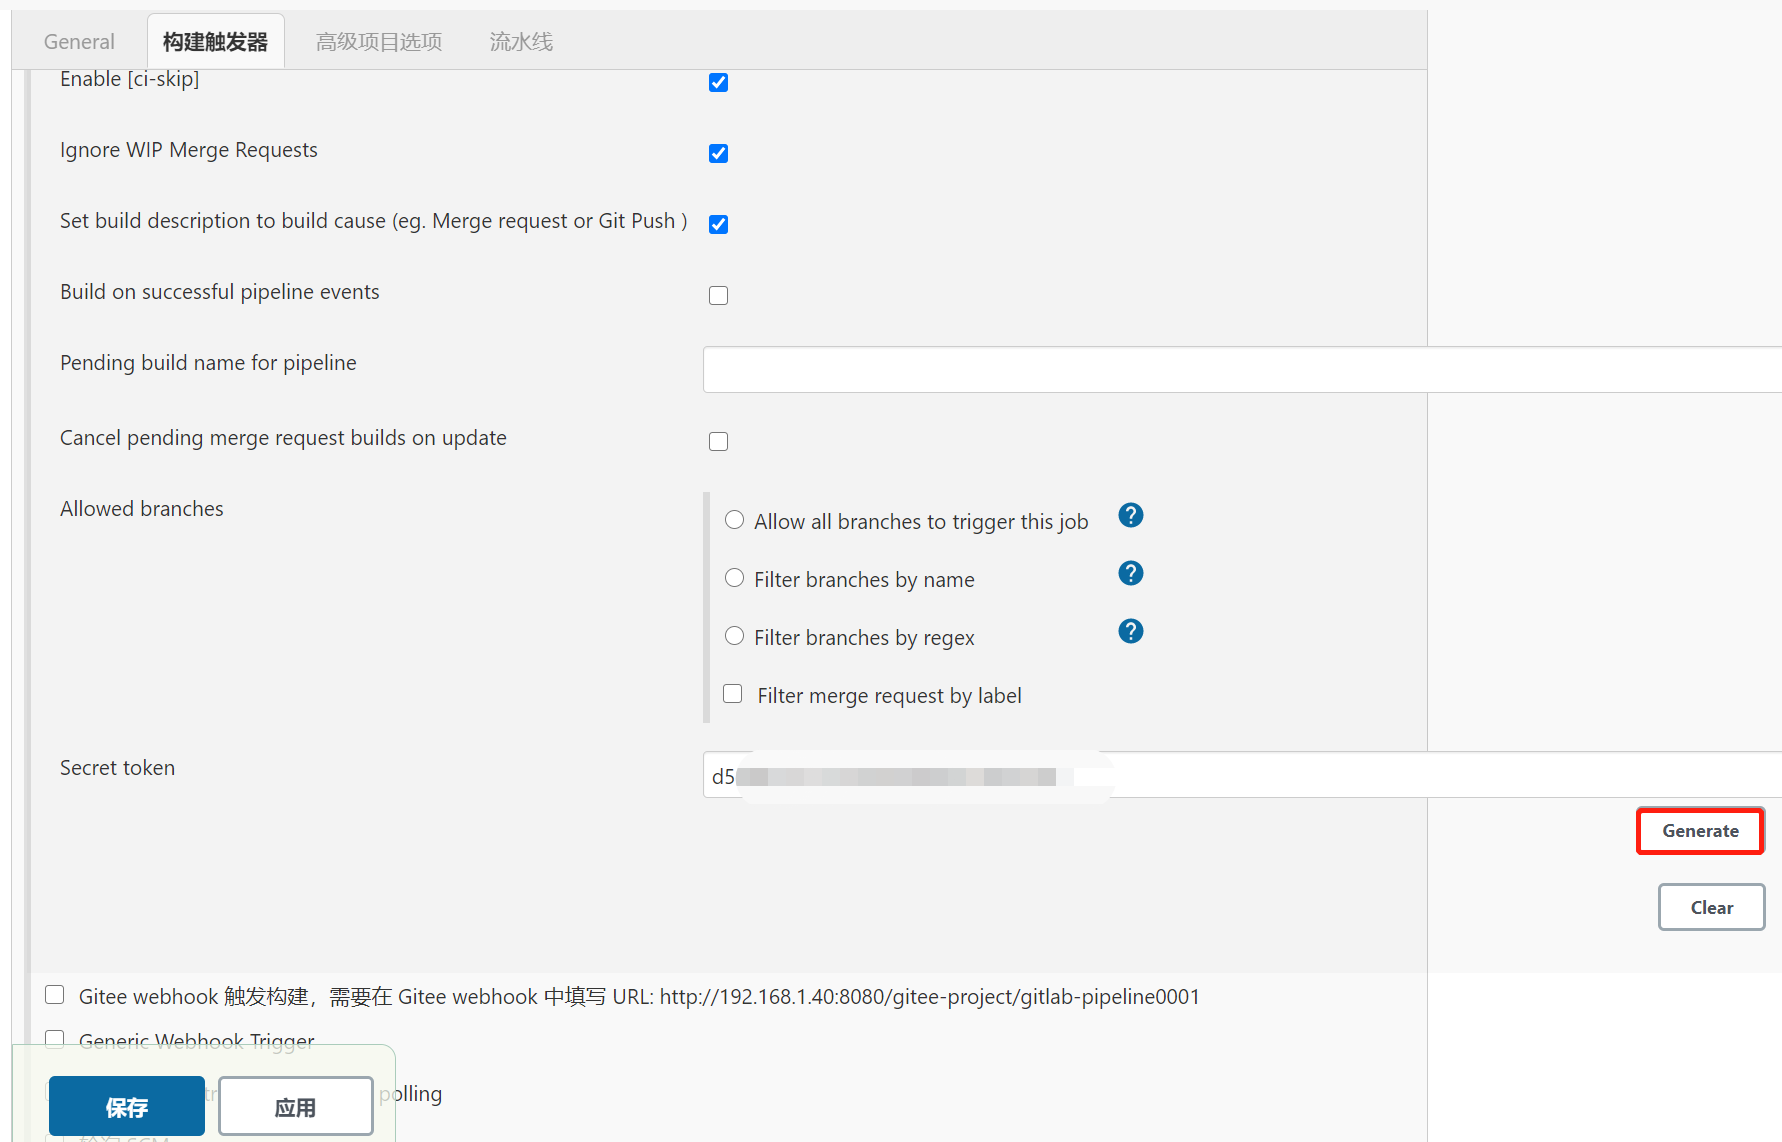 General 构建触发器 高级项目选项 流水线
Enable [ci-skip]
Ignore WIP Merge Requests
Set build description to build cause (eg. Merge request or Git Push )
Build on successful pipeline events
Pending build name for pipeline
Cancel pending merge request builds on update
Allowed branches
Allow all branches to trigger this job
Filter branches by name
Filter branches by regex
Filter merge request by label
Secret token
d5
Generate
Clear
Gitee webhook 触发构建，需要在 Gitee webhook 中填写 URL: http://192.168.1.40:8080/gitee-project/gitlab-pipeline0001
Generic Webhook Trigger
polling
保存 应用